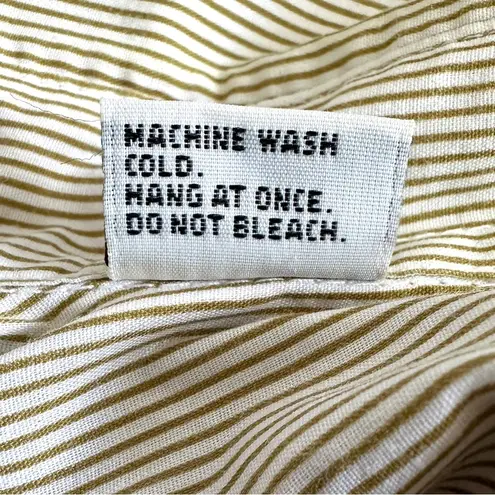 MACHINE WASH
COLD.
HANG AT ONCE.
DO NOT BLEACH.